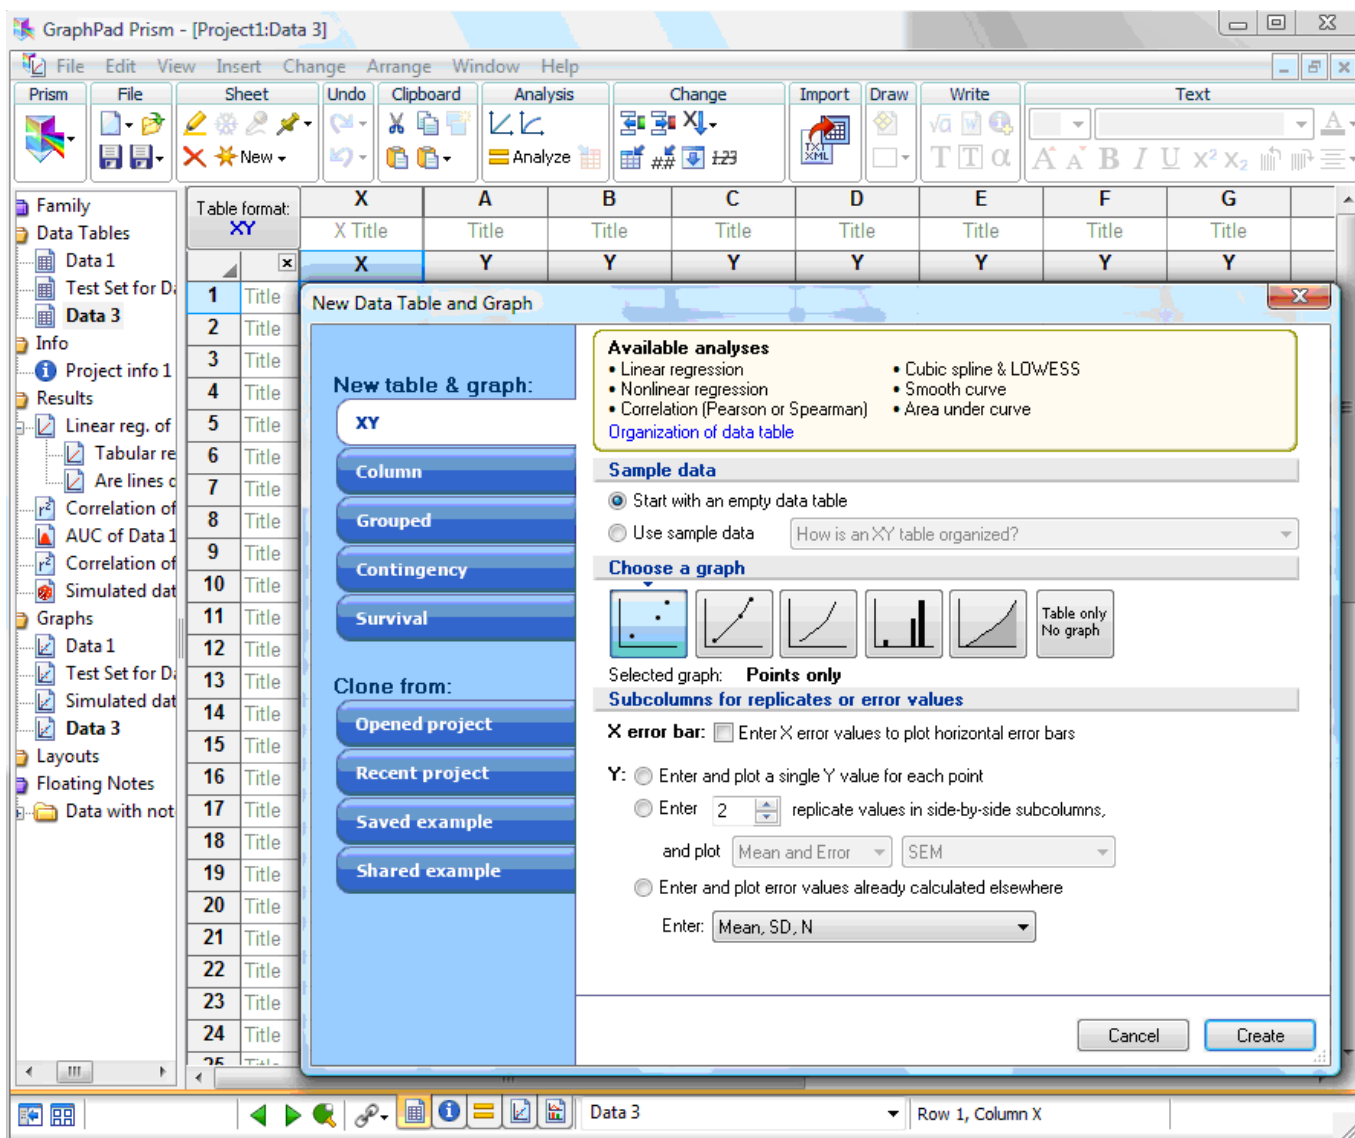 GraphPad Prism - [Project1:Data 3]
File Edit View Insert Change Arrange Window Help
Prism File Sheet Undo Clipboard Analysis Change Import Draw Write Text
New
Analyze
Family
Data Tables
Data 1
Test Set for Da
Data 3
Info
Project info 1
Results
Linear reg. of
Tabular re
Are lines
Correlation of
AUC of Data 1
Correlation of
Simulated dat
Graphs
Data 1
Test Set for Da
Simulated dat
Data 3
Layouts
Floating Notes
Data with not
Table format:
XY
X A B C D E F G
X Title Title Title Title Title Title Title Title
X Y Y Y Y Y Y Y
1 Title
2 Title
3 Title
4 Title
5 Title
6 Title
7 Title
8 Title
9 Title
10 Title
11 Title
12 Title
13 Title
14 Title
15 Title
16 Title
17 Title
18 Title
19 Title
20 Title
21 Title
22 Title
23 Title
24 Title
New Data Table and Graph
New table & graph:
XY
Column
Grouped
Contingency
Survival
Clone from:
Opened project
Recent project
Saved example
Shared example
Available analyses
• Linear regression
• Nonlinear regression
• Correlation (Pearson or Spearman)
• Cubic spline & LOWESS
• Smooth curve
• Area under curve
Organization of data table
Sample data
Start with an empty data table
Use sample data How is an XY table organized?
Choose a graph
Table only
No graph
Selected graph: Points only
Subcolumns for replicates or error values
X error bar: Enter X error values to plot horizontal error bars
Y: Enter and plot a single Y value for each point
Enter 2 replicate values in side-by-side subcolumns,
and plot Mean and Error SEM
Enter and plot error values already calculated elsewhere
Enter: Mean, SD, N
Cancel Create
Data 3 Row 1, Column X